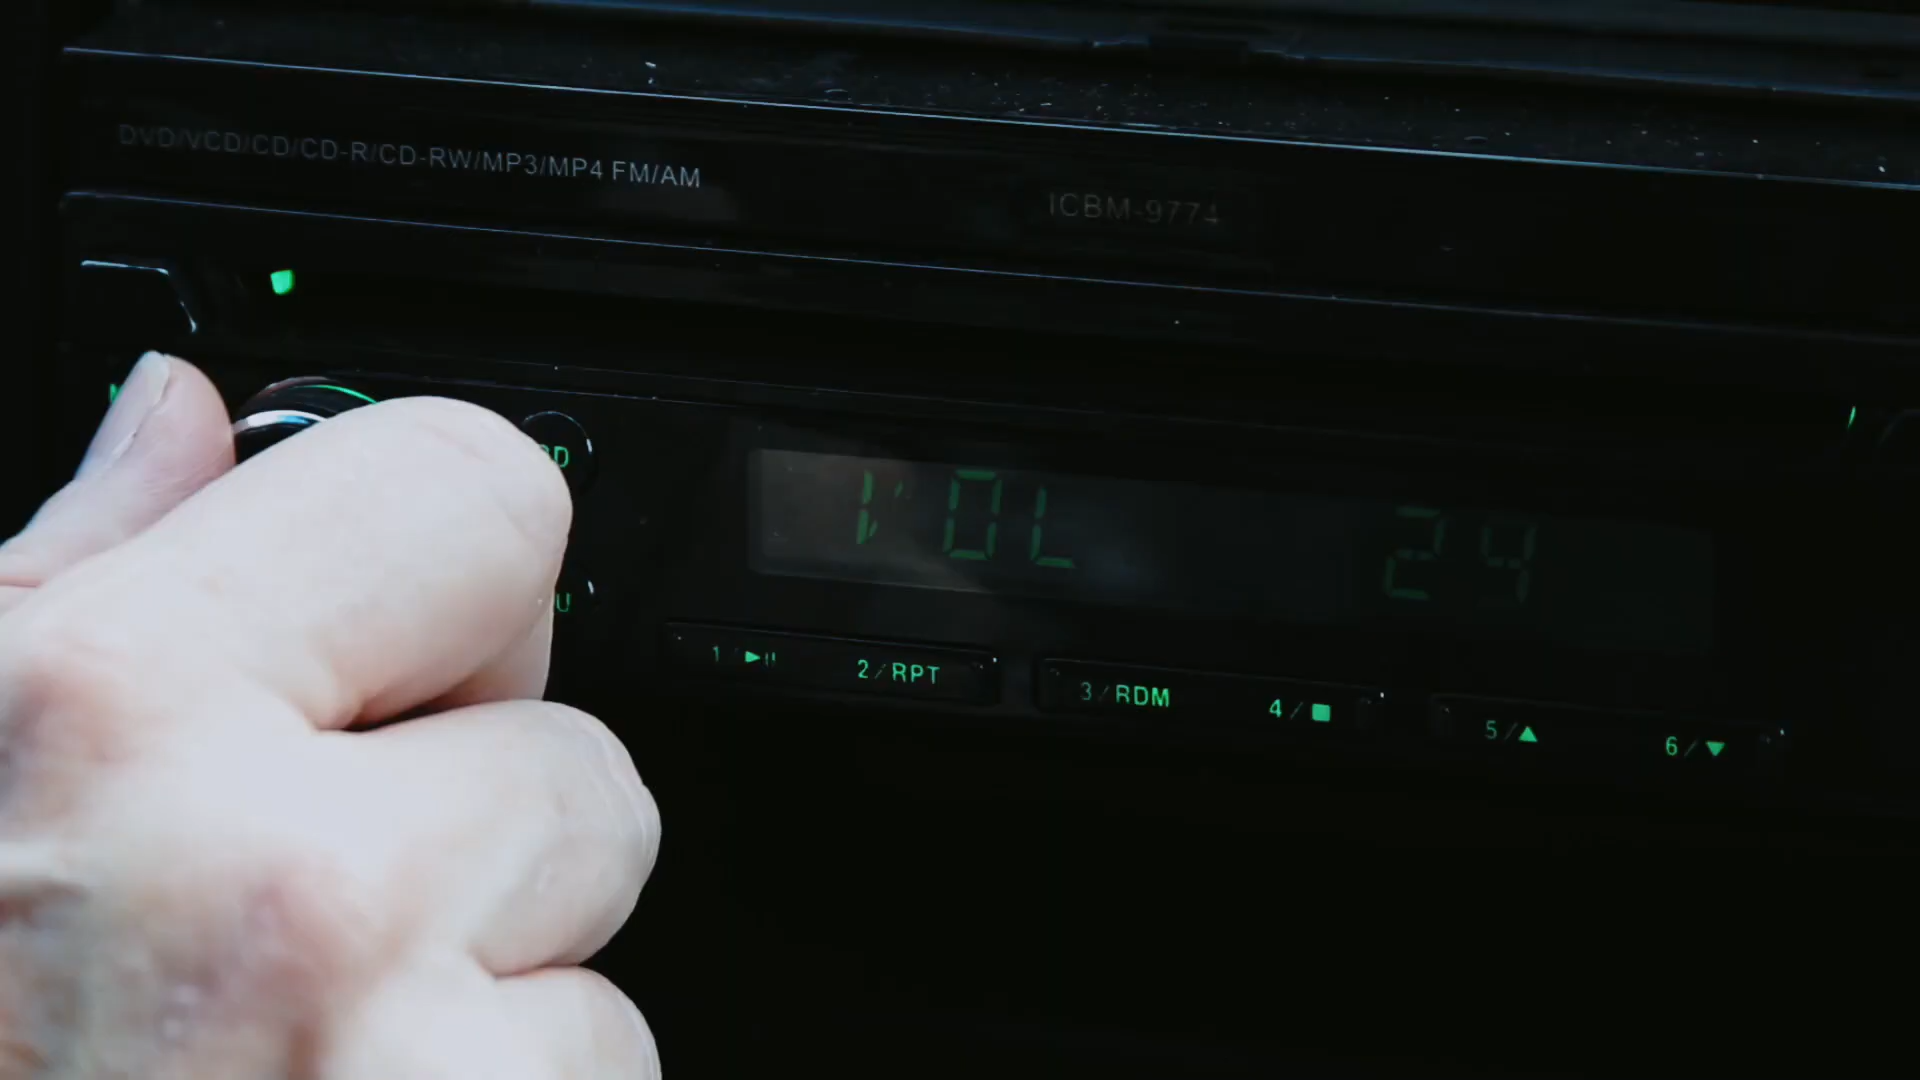 DVD/VCD/CD/CD-R/CD-RW/MP3/MP4 FM/AM
ICBM-9774
VOL 24
1/▶II 2/RPT 3/RDM 4/■ 5/▲ 6/▼